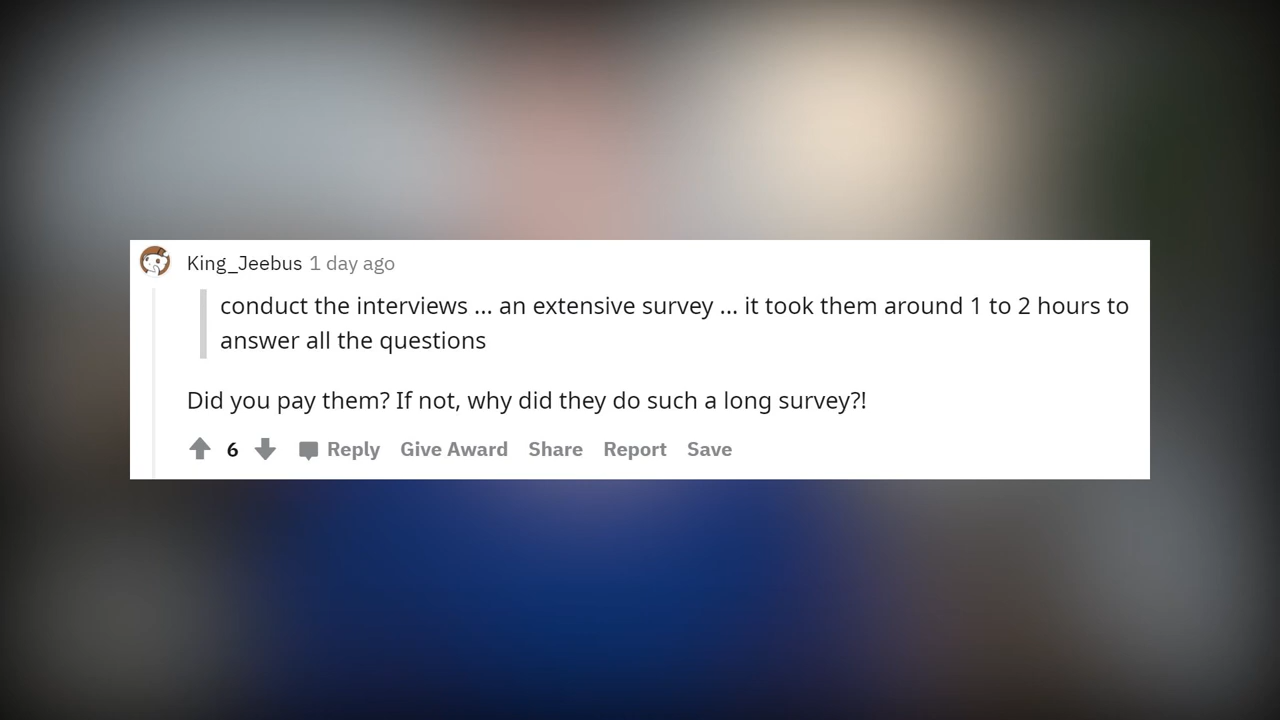 King_Jeebus 1 day ago
conduct the interviews ... an extensive survey ... it took them around 1 to 2 hours to
answer all the questions
Did you pay them? If not, why did they do such a long survey?!
6 Reply Give Award Share Report Save